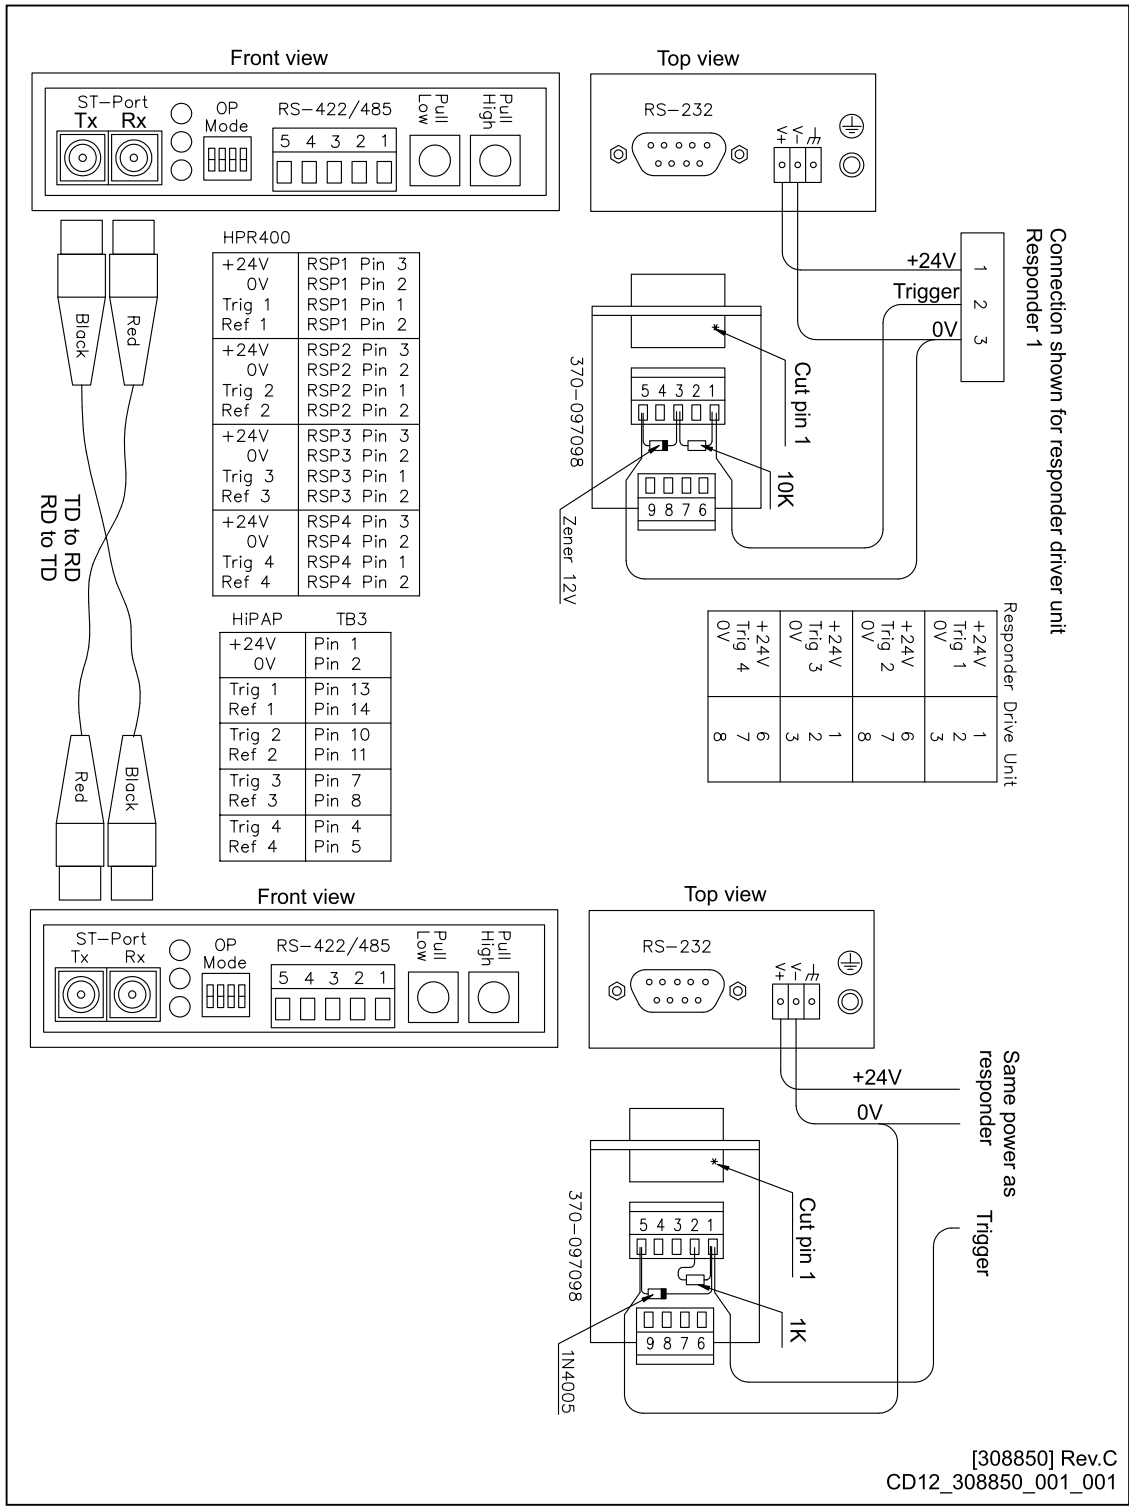 Front view
ST-Port
Tx Rx
OP
Mode
RS-422/485
5 4 3 2 1
Pull
Low
Pull
High
Top view
RS-232
V+ V-
Black
Red
TD to RD
RD to TD
Red
Black
HPR400
+24V RSP1 Pin 3
0V RSP1 Pin 2
Trig 1 RSP1 Pin 1
Ref 1 RSP1 Pin 2
+24V RSP2 Pin 3
0V RSP2 Pin 2
Trig 2 RSP2 Pin 1
Ref 2 RSP2 Pin 2
+24V RSP3 Pin 3
0V RSP3 Pin 2
Trig 3 RSP3 Pin 1
Ref 3 RSP3 Pin 2
+24V RSP4 Pin 3
0V RSP4 Pin 2
Trig 4 RSP4 Pin 1
Ref 4 RSP4 Pin 2
HiPAP TB3
+24V Pin 1
0V Pin 2
Trig 1 Pin 13
Ref 1 Pin 14
Trig 2 Pin 10
Ref 2 Pin 11
Trig 3 Pin 7
Ref 3 Pin 8
Trig 4 Pin 4
Ref 4 Pin 5
+24V
Trigger
0V
1
2
3
Connection shown for responder driver unit
Responder 1
370-097098
Cut pin 1
5 4 3 2 1
10K
9 8 7 6
Zener 12V
Responder Drive Unit
+24V 1
Trig 1 2
0V 3
+24V 6
Trig 2 7
0V 8
+24V 1
Trig 3 2
0V 3
+24V 6
Trig 4 7
0V 8
Front view
ST-Port
Tx Rx
OP
Mode
RS-422/485
5 4 3 2 1
Pull
Low
Pull
High
Top view
RS-232
V+ V-
+24V
0V
Same power as
responder
Trigger
370-097098
Cut pin 1
5 4 3 2 1
1K
9 8 7 6
1N4005
[308850] Rev.C
CD12_308850_001_001